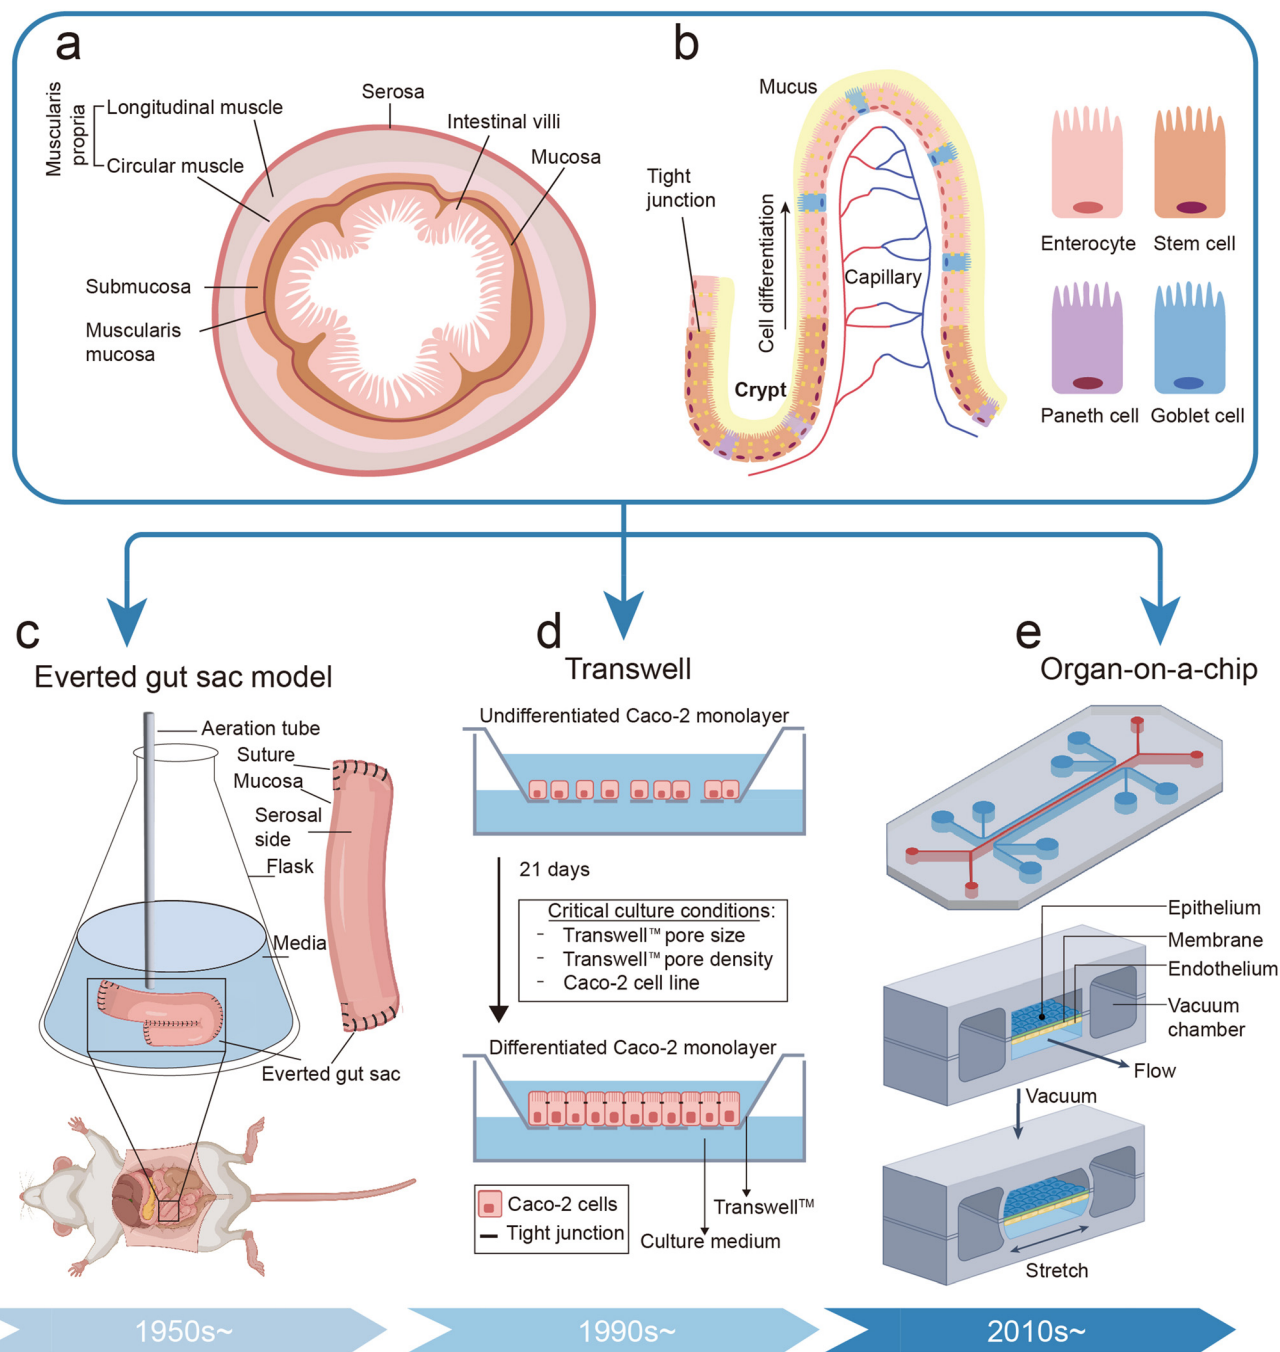 a
Muscularis
propria
Longitudinal muscle
Circular muscle
Serosa
Intestinal villi
Mucosa
Submucosa
Muscularis
mucosa
b
Mucus
Tight
junction
Cell differentiation
Capillary
Crypt
Enterocyte
Stem cell
Paneth cell
Goblet cell
c
Everted gut sac model
Aeration tube
Suture
Mucosa
Serosal
side
Flask
Media
Everted gut sac
d
Transwell
Undifferentiated Caco-2 monolayer
21 days
Critical culture conditions:
- Transwell™ pore size
- Transwell™ pore density
- Caco-2 cell line
Differentiated Caco-2 monolayer
Caco-2 cells
Tight junction
Transwell™
Culture medium
e
Organ-on-a-chip
Epithelium
Membrane
Endothelium
Vacuum
chamber
Flow
Vacuum
Stretch
1950s~
1990s~
2010s~